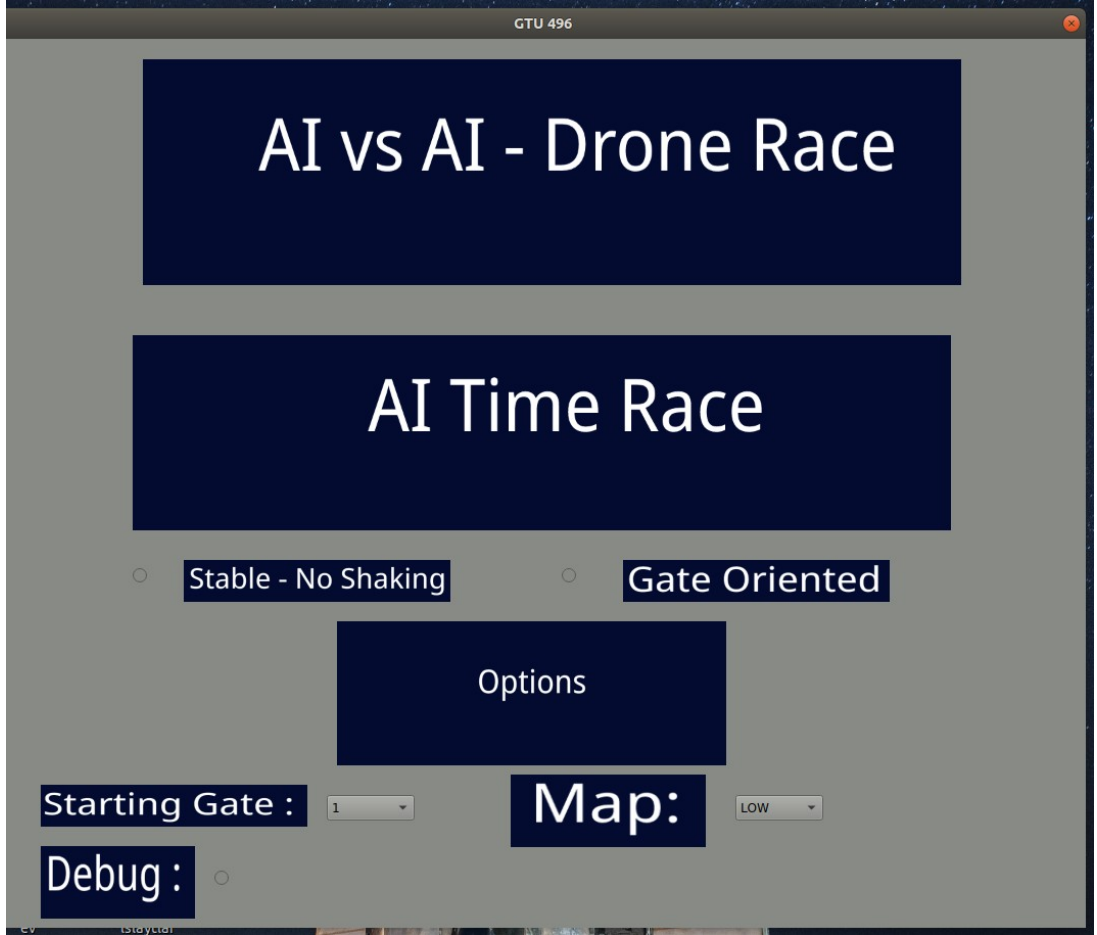 GTU 496
AI vs AI - Drone Race
AI Time Race
Stable - No Shaking
Gate Oriented
Options
Starting Gate :
1
Map:
LOW
Debug :